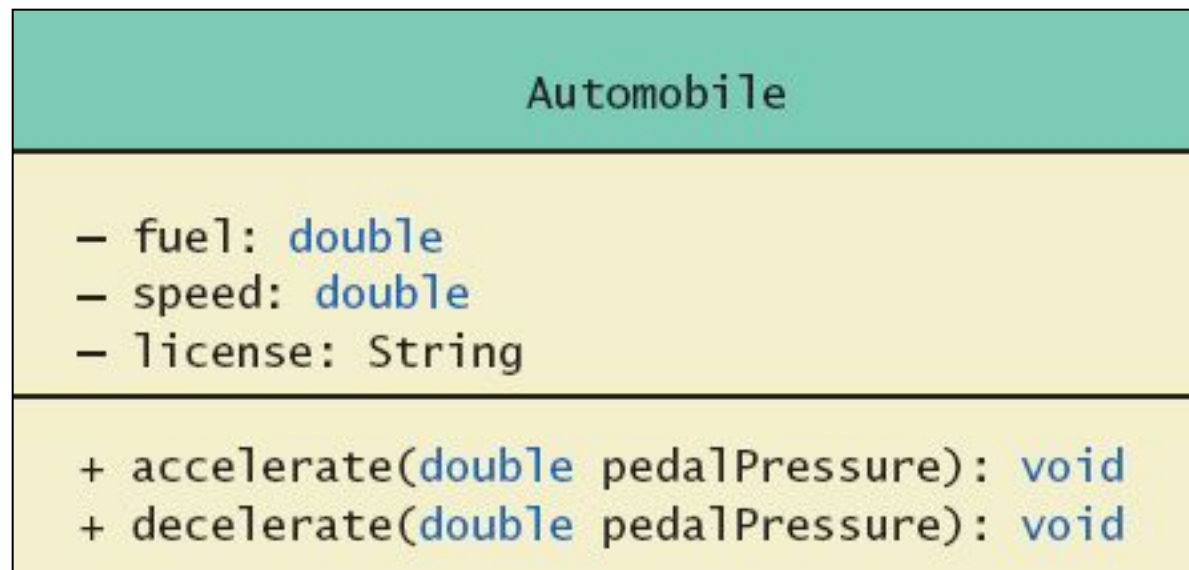 Automobile
– fuel: double
– speed: double
– license: String
+ accelerate(double pedalPressure): void
+ decelerate(double pedalPressure): void